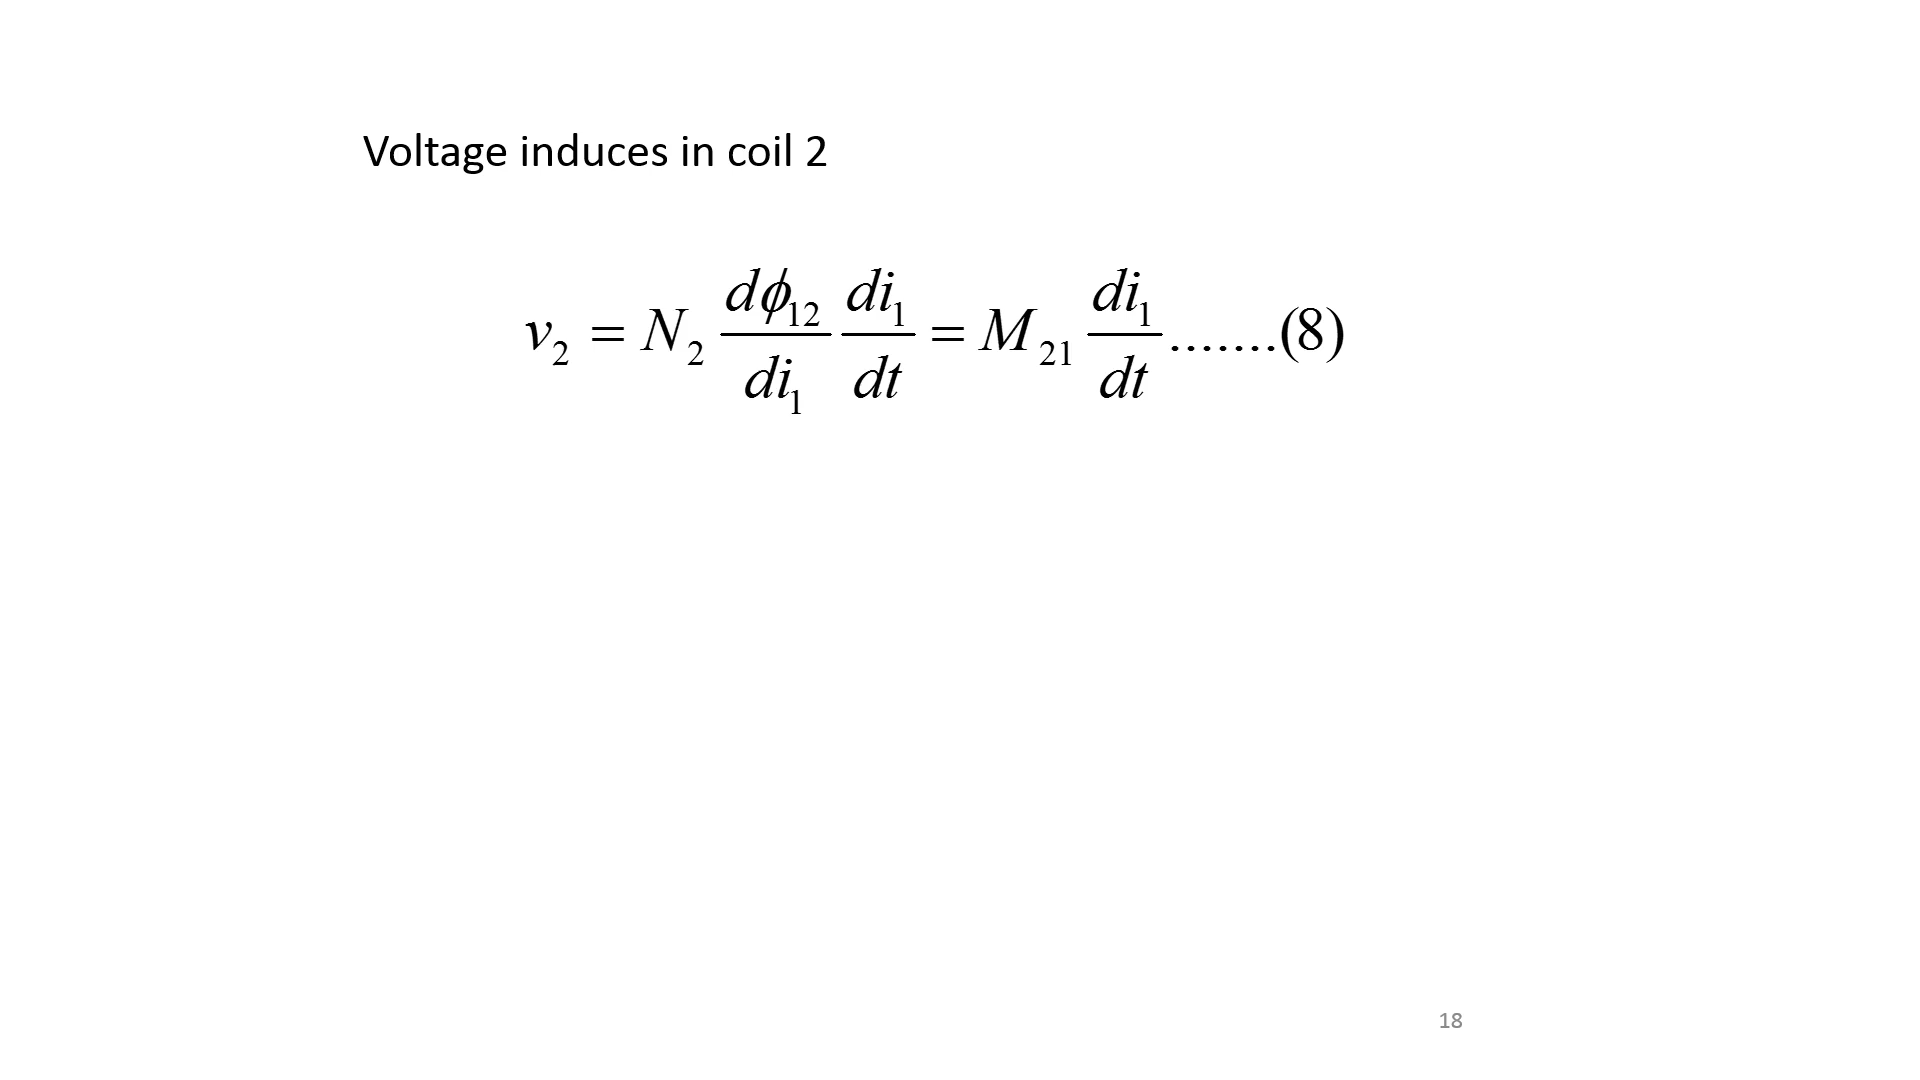 Voltage induces in coil 2
v₂ = N₂ dϕ₁₂/di₁ di₁/dt = M₂₁ di₁/dt .......(8)
18